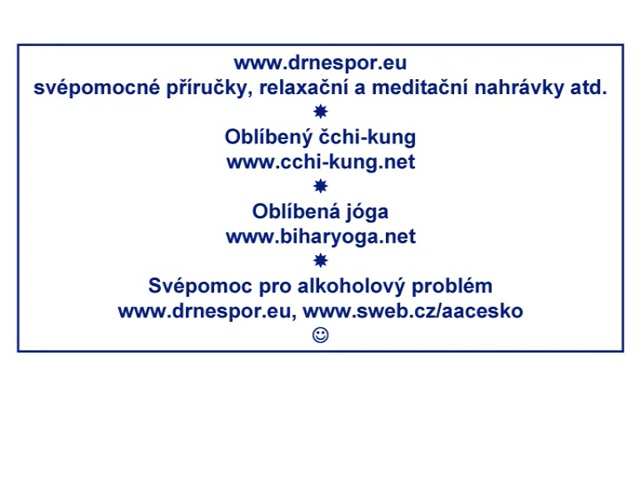 www.drnespor.eu
svépomocné příručky, relaxační a meditační nahrávky atd.
✸
Oblíbený čchi-kung
www.cchi-kung.net
✸
Oblíbená jóga
www.biharyoga.net
✸
Svépomoc pro alkoholový problém
www.drnespor.eu, www.sweb.cz/aacesko
☺